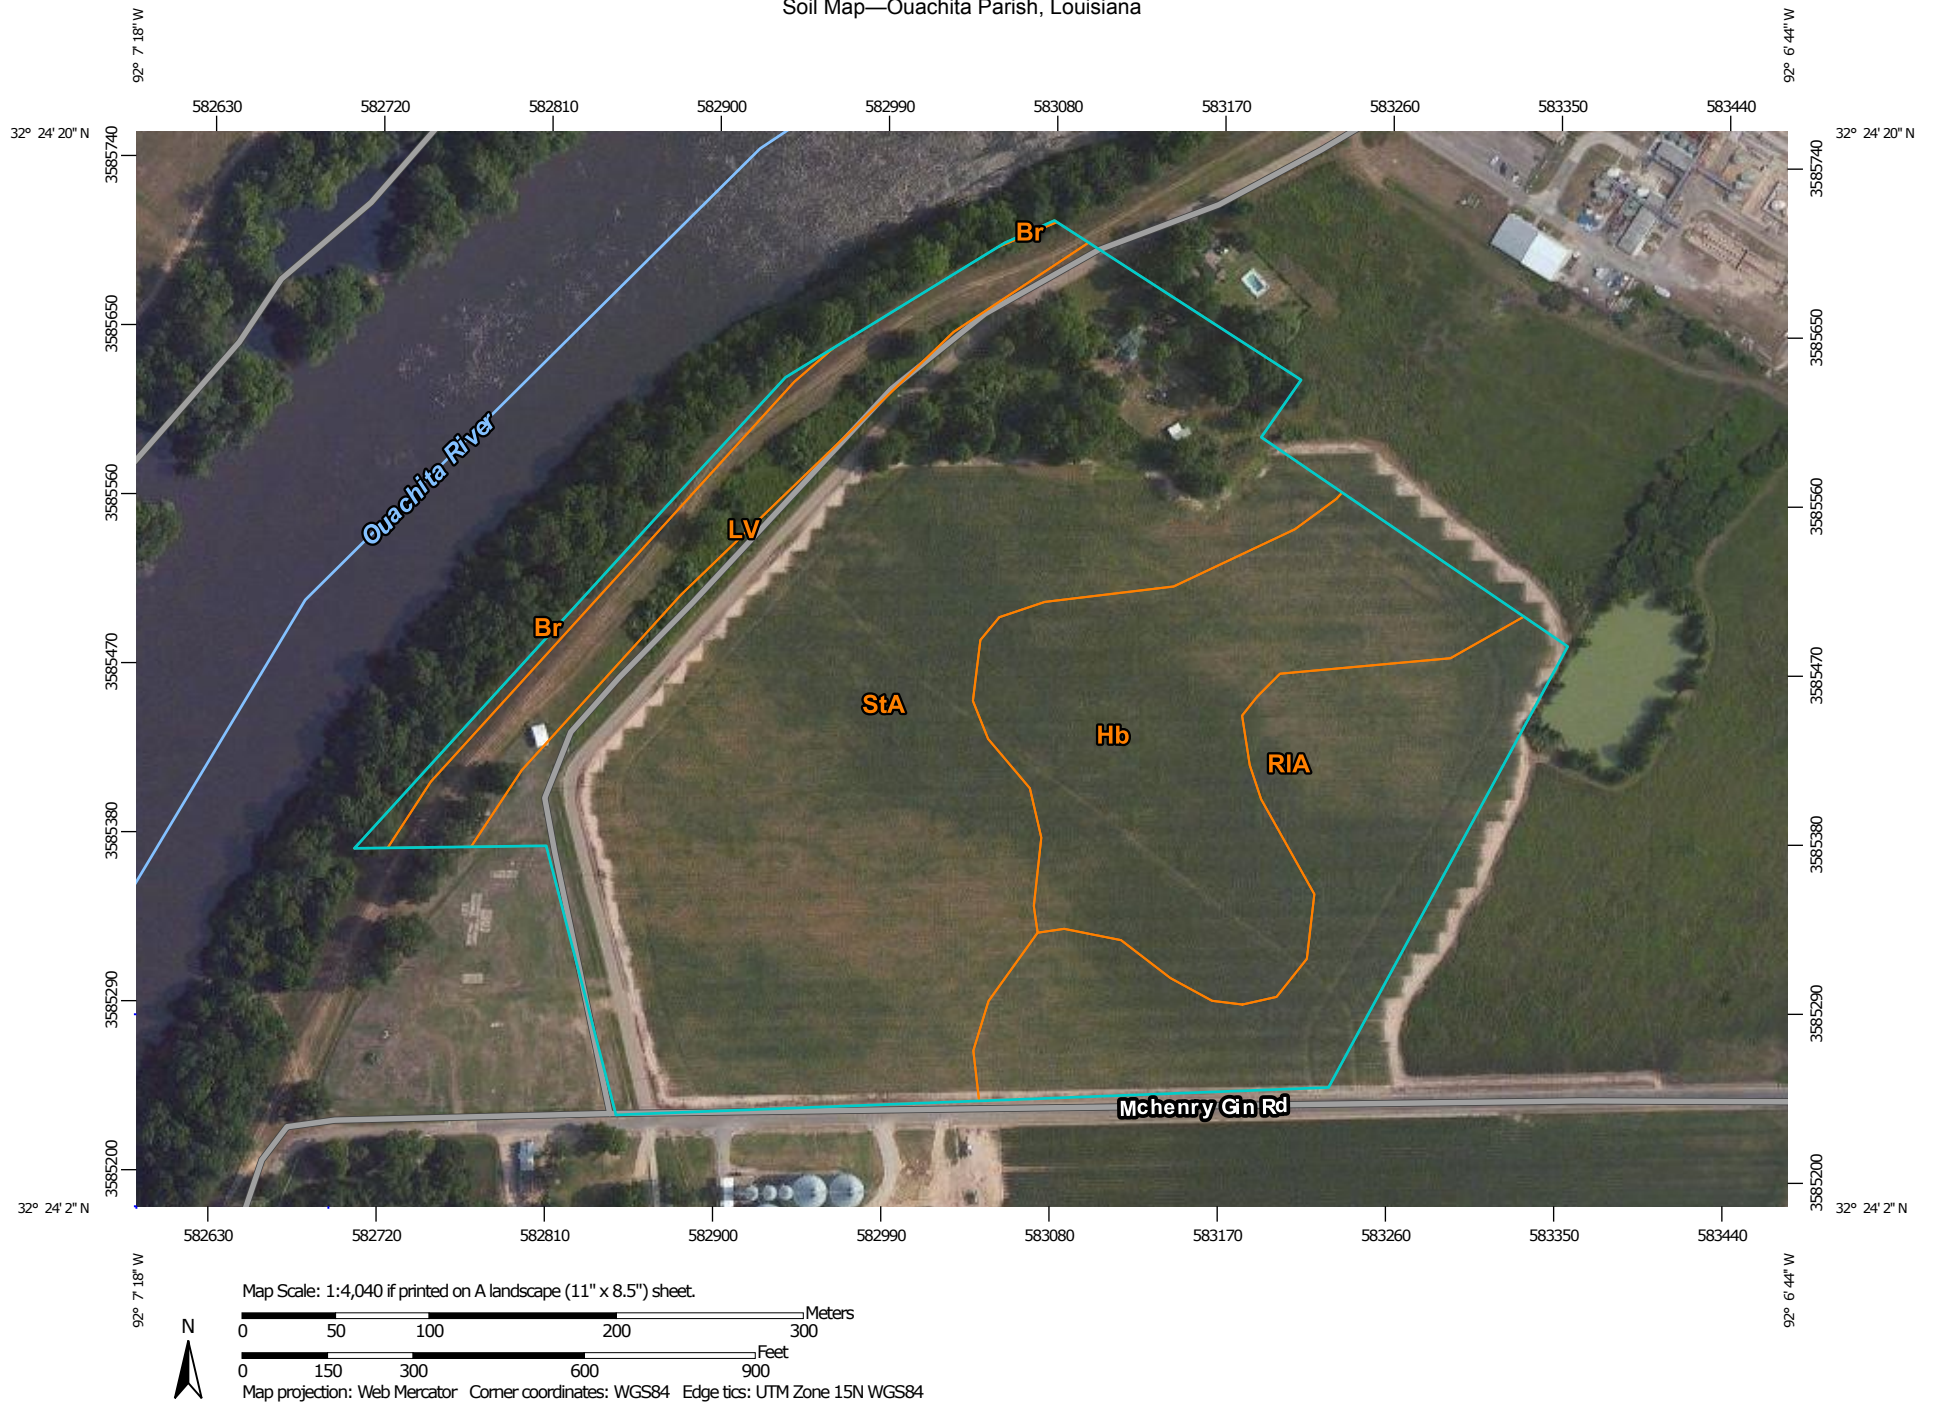 Soil Map—Ouachita Parish, Louisiana
92° 7' 18'' W
92° 6' 44'' W
582630 582720 582810 582900 582990 583080 583170 583260 583350 583440
32° 24' 20'' N
32° 24' 20'' N
3585740
3585740
Br
3585650
3585650
Ouachita River
3585560
3585560
LV
Br
3585470
3585470
StA
Hb
RlA
3585380
3585380
3585290
3585290
Mchenry Gin Rd
3585200
3585200
32° 24' 2'' N
32° 24' 2'' N
582630 582720 582810 582900 582990 583080 583170 583260 583350 583440
92° 7' 18'' W
92° 6' 44'' W
Map Scale: 1:4,040 if printed on A landscape (11" x 8.5") sheet.
Meters
0 50 100 200 300
N
Feet
0 150 300 600 900
Map projection: Web Mercator Corner coordinates: WGS84 Edge tics: UTM Zone 15N WGS84